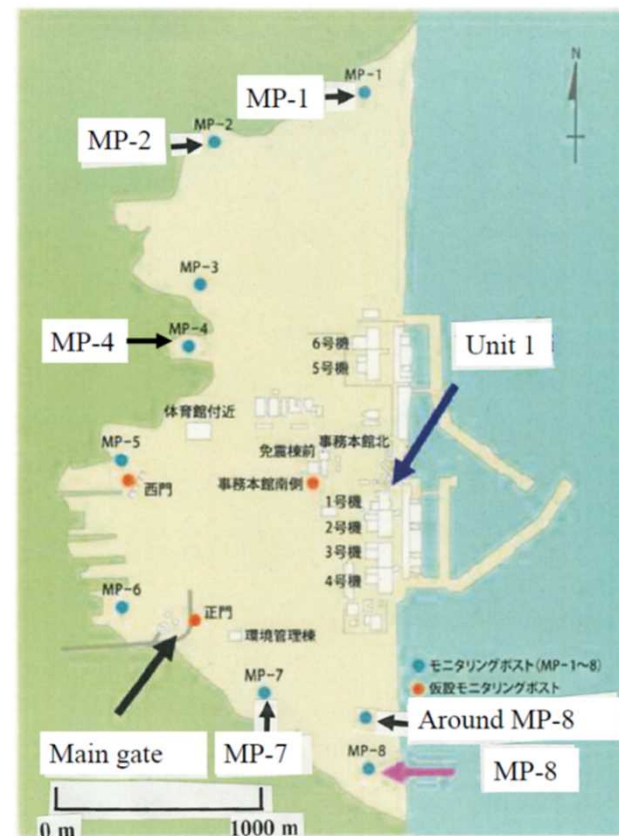 MP-1
MP-1
N
MP-2
MP-2
MP-3
MP-4
MP-4
6号機
5号機
Unit 1
体育館付近
事務本館北
免震棟前
MP-5
西門
事務本館南側
1号機
2号機
3号機
4号機
MP-6
正門
環境管理棟
モニタリングポスト(MP-1~8)
仮設モニタリングポスト
MP-7
Around MP-8
Main gate
MP-7
MP-8
MP-8
0 m
1000 m